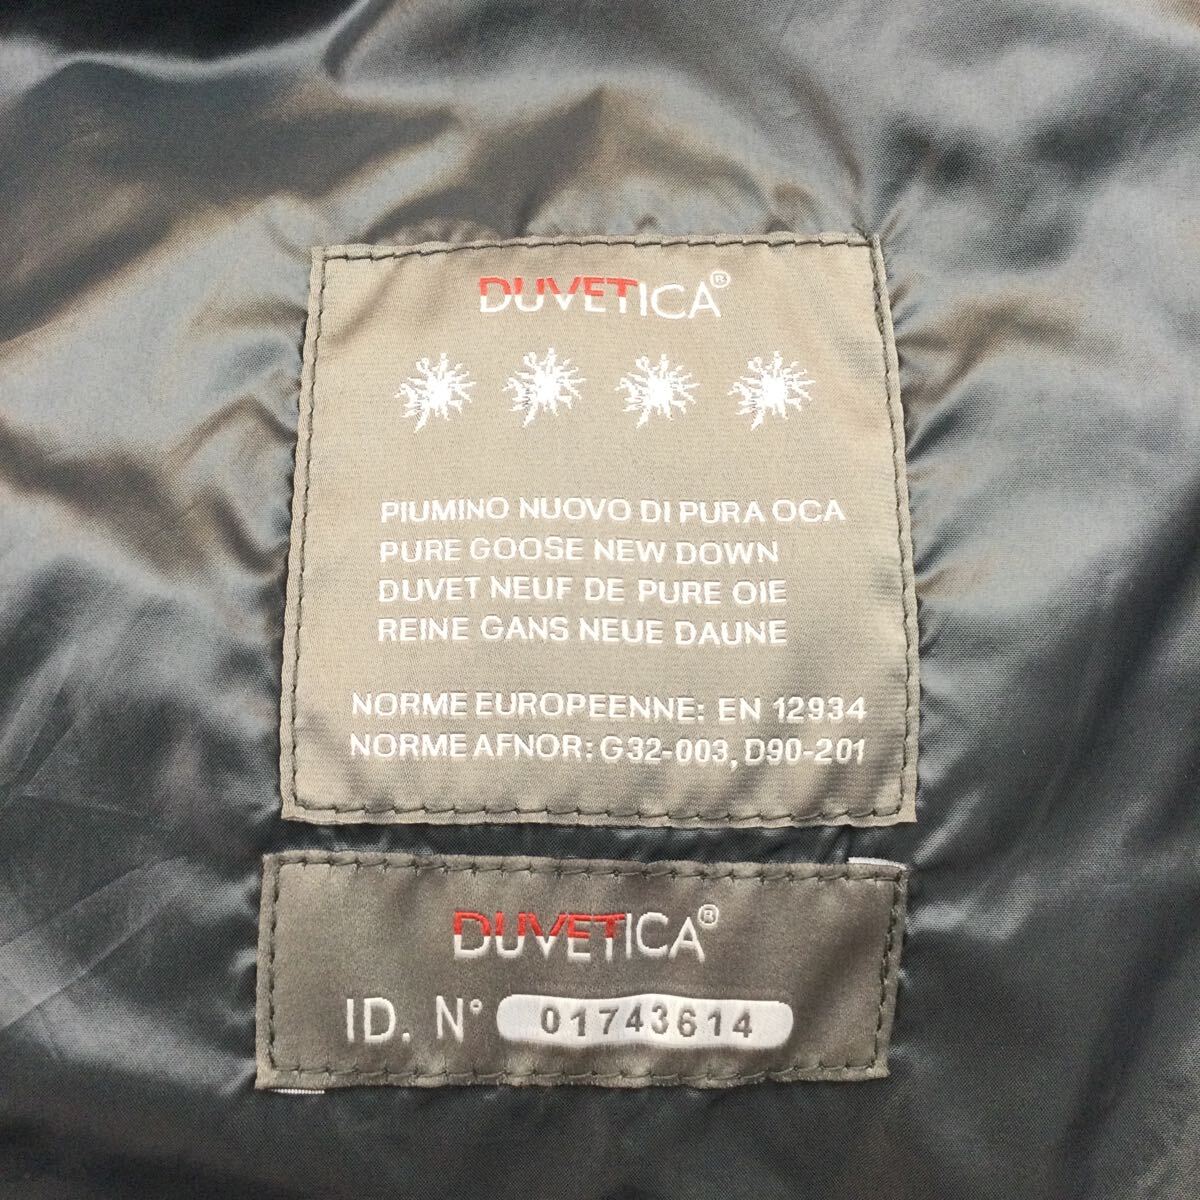 DUVETICA®
PIUMINO NUOVO DI PURA OCA
PURE GOOSE NEW DOWN
DUVET NEUF DE PURE OIE
REINE GANS NEUE DAUNE
NORME EUROPEENNE: EN 12934
NORME AFNOR: G32-003, D90-201
DUVETICA®
ID. N° 01743614